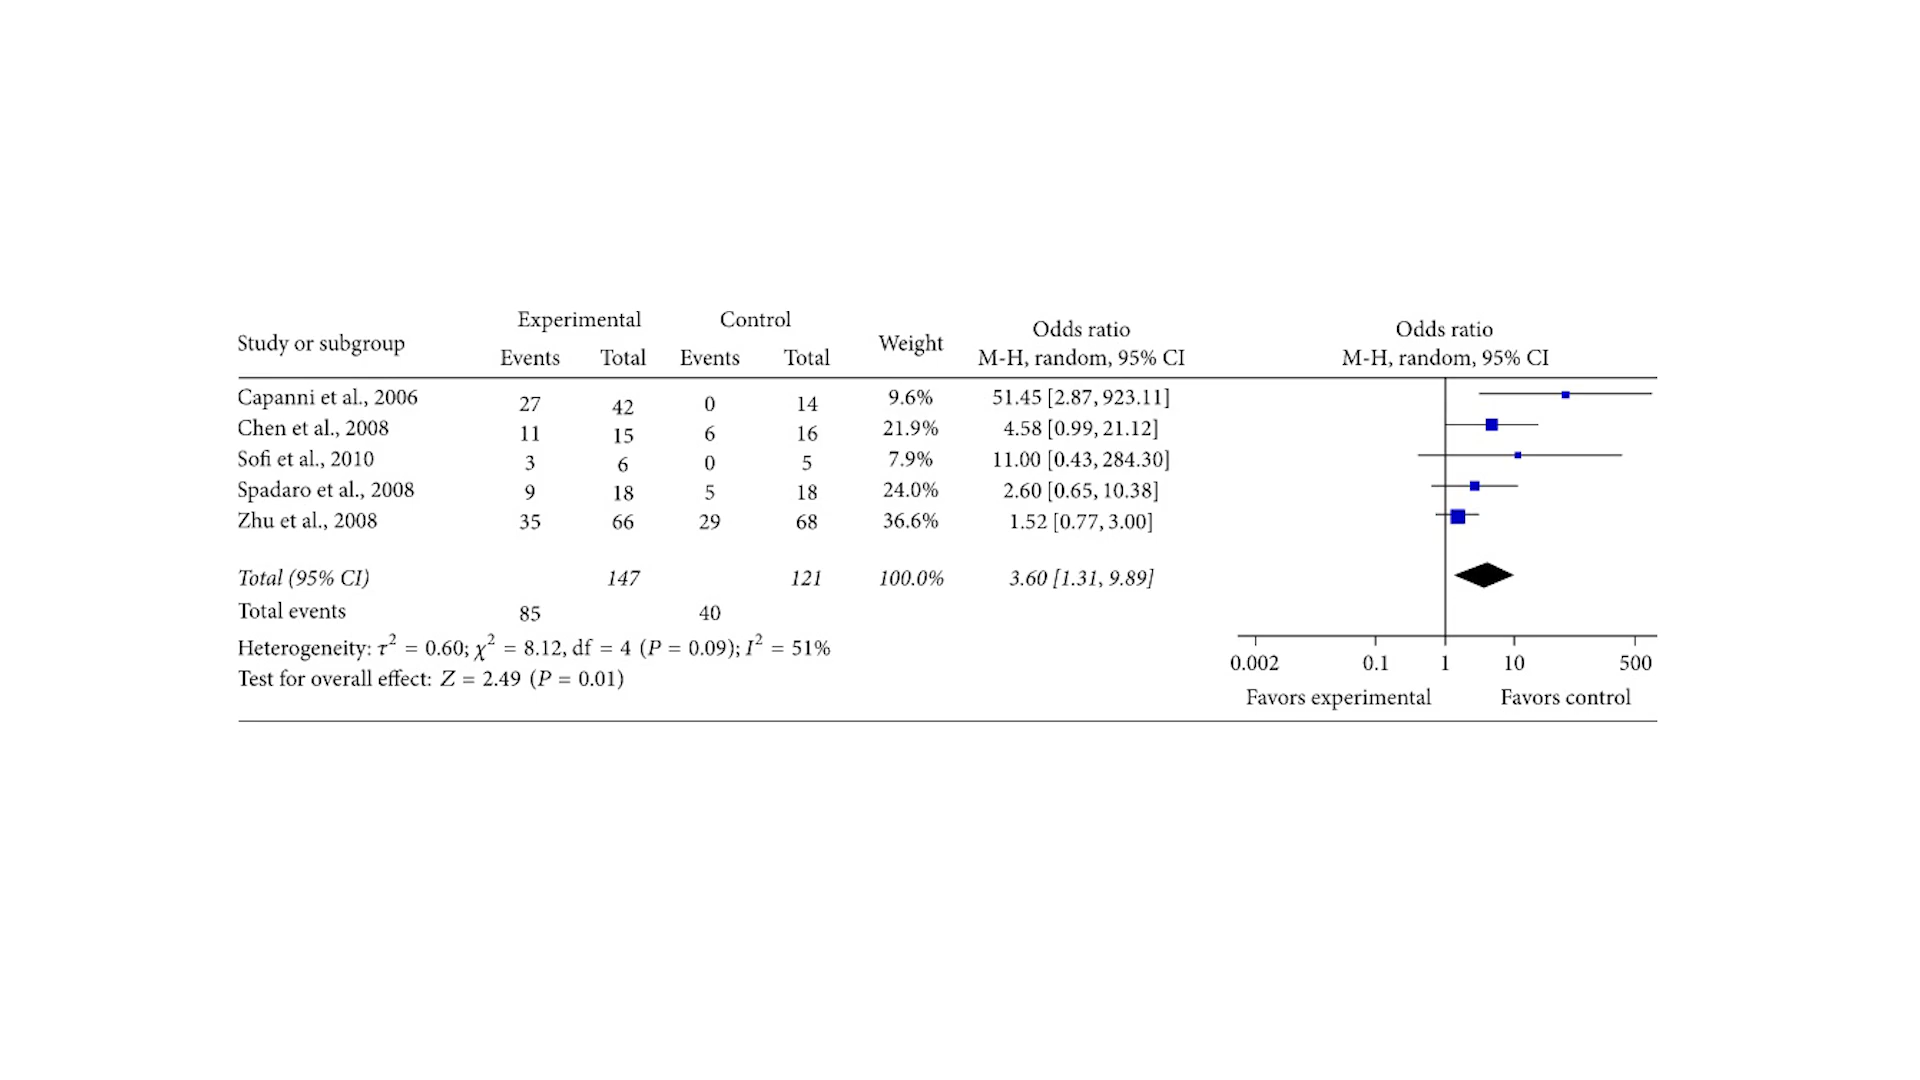 Experimental Control
Study or subgroup Events Total Events Total Weight Odds ratio M-H, random, 95% CI Odds ratio M-H, random, 95% CI
Capanni et al., 2006 27 42 0 14 9.6% 51.45 [2.87, 923.11]
Chen et al., 2008 11 15 6 16 21.9% 4.58 [0.99, 21.12]
Sofi et al., 2010 3 6 0 5 7.9% 11.00 [0.43, 284.30]
Spadaro et al., 2008 9 18 5 18 24.0% 2.60 [0.65, 10.38]
Zhu et al., 2008 35 66 29 68 36.6% 1.52 [0.77, 3.00]
Total (95% CI) 147 121 100.0% 3.60 [1.31, 9.89]
Total events 85 40
Heterogeneity: τ² = 0.60; χ² = 8.12, df = 4 (P = 0.09); I² = 51%
Test for overall effect: Z = 2.49 (P = 0.01)
0.002 0.1 1 10 500
Favors experimental Favors control